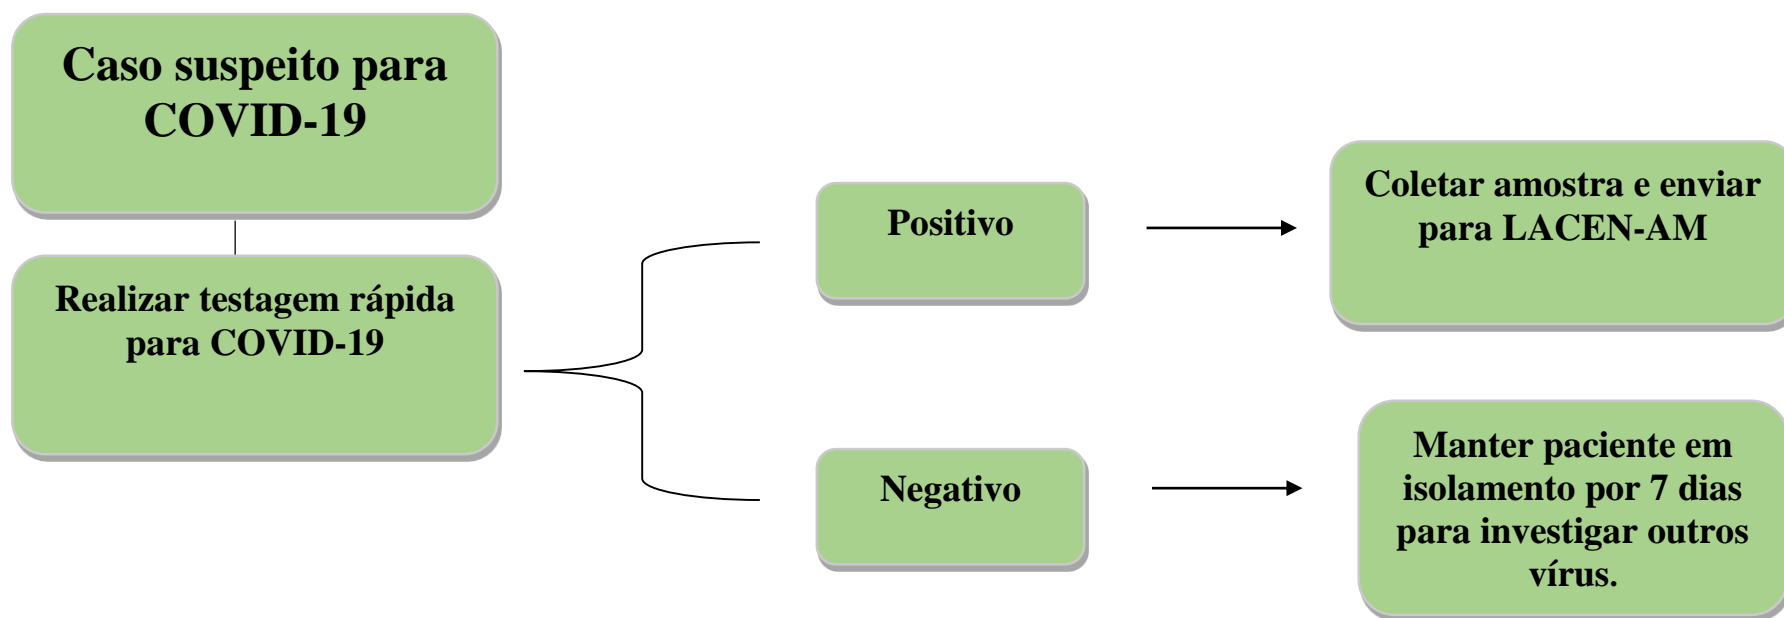 Caso suspeito para
COVID-19
Realizar testagem rápida
para COVID-19
Positivo
Coletar amostra e enviar
para LACEN-AM
Negativo
Manter paciente em
isolamento por 7 dias
para investigar outros
vírus.